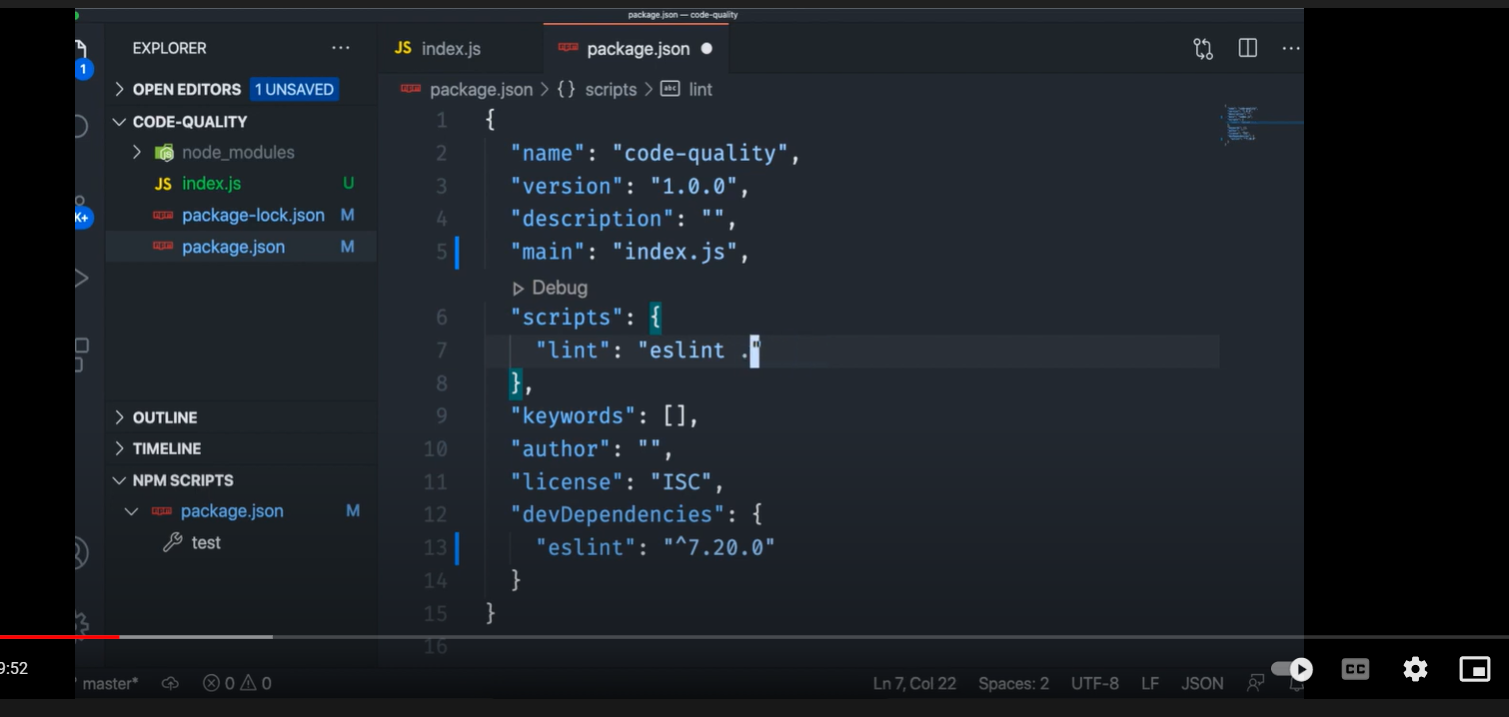 package.json — code-quality
EXPLORER
JS index.js
package.json
1
OPEN EDITORS 1 UNSAVED
package.json > {} scripts > abc lint
CODE-QUALITY
node_modules
JS index.js U
K+
package-lock.json M
package.json M
OUTLINE
TIMELINE
NPM SCRIPTS
package.json M
test
1 {
2 "name": "code-quality",
3 "version": "1.0.0",
4 "description": "",
5 "main": "index.js",
Debug
6 "scripts": {
7 "lint": "eslint ."
8 },
9 "keywords": [],
10 "author": "",
11 "license": "ISC",
12 "devDependencies": {
13 "eslint": "^7.20.0"
14 }
15 }
16
9:52
master* 0 0 Ln 7, Col 22 Spaces: 2 UTF-8 LF JSON
CC